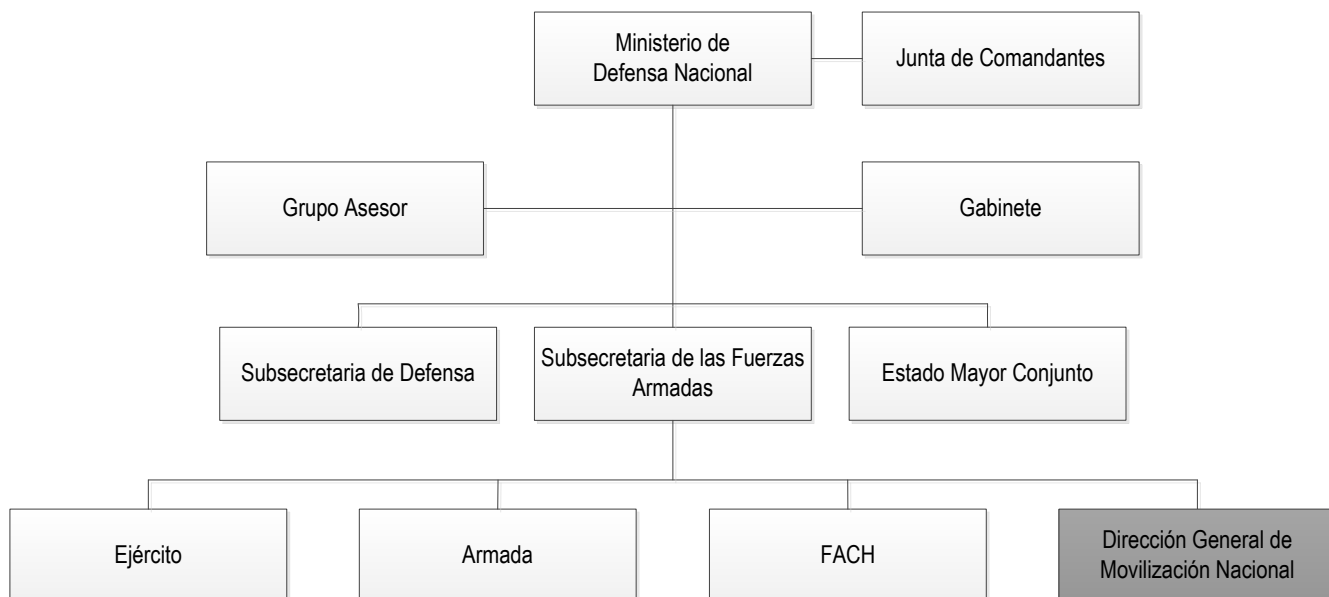 Ministerio de
Defensa Nacional
Junta de Comandantes
Grupo Asesor
Gabinete
Subsecretaria de Defensa
Subsecretaria de las Fuerzas
Armadas
Estado Mayor Conjunto
Ejército
Armada
FACH
Dirección General de
Movilización Nacional